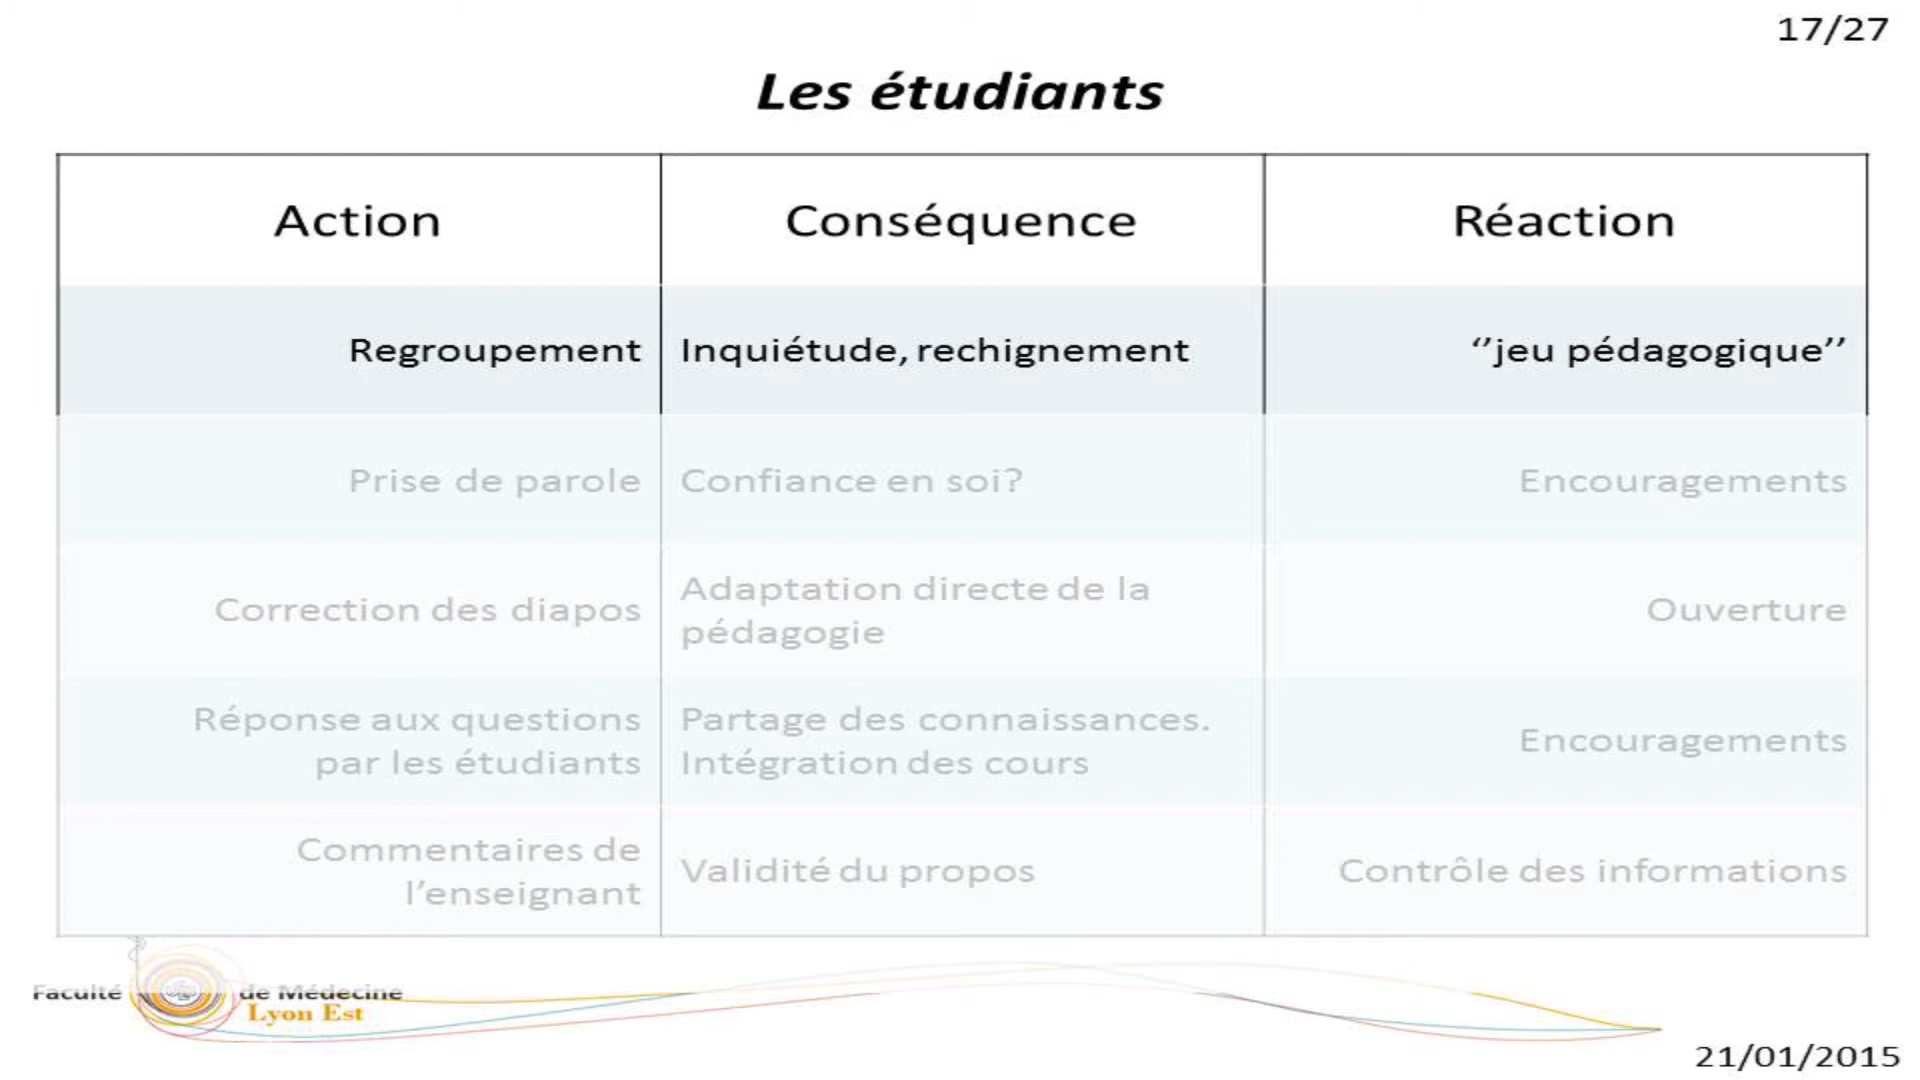 17/27
Les étudiants
Action
Conséquence
Réaction
Regroupement
Inquiétude, rechignement
‘‘jeu pédagogique’’
Prise de parole
Confiance en soi?
Encouragements
Correction des diapos
Adaptation directe de la
pédagogie
Ouverture
Réponse aux questions
par les étudiants
Partage des connaissances.
Intégration des cours
Encouragements
Commentaires de
l’enseignant
Validité du propos
Contrôle des informations
Faculté de Médecine
Lyon Est
21/01/2015